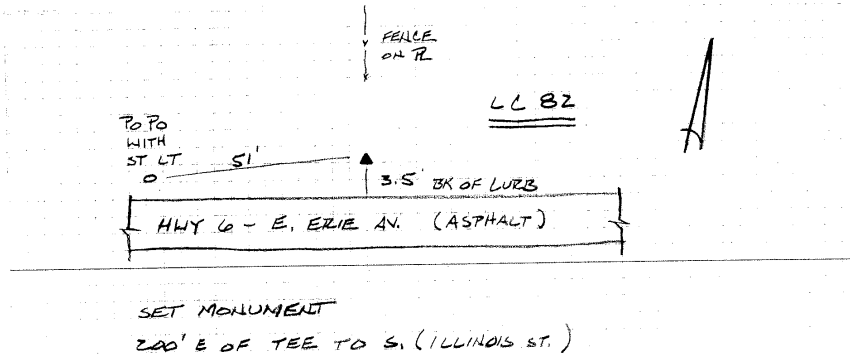 FENCE
ON PL
LC 82
PO PO
WITH
ST LT
51'
3.5' BK OF CURB
HWY 6 - E. ERIE AV. (ASPHALT)
SET MONUMENT
200' E OF TEE TO S. (ILLINOIS ST.)